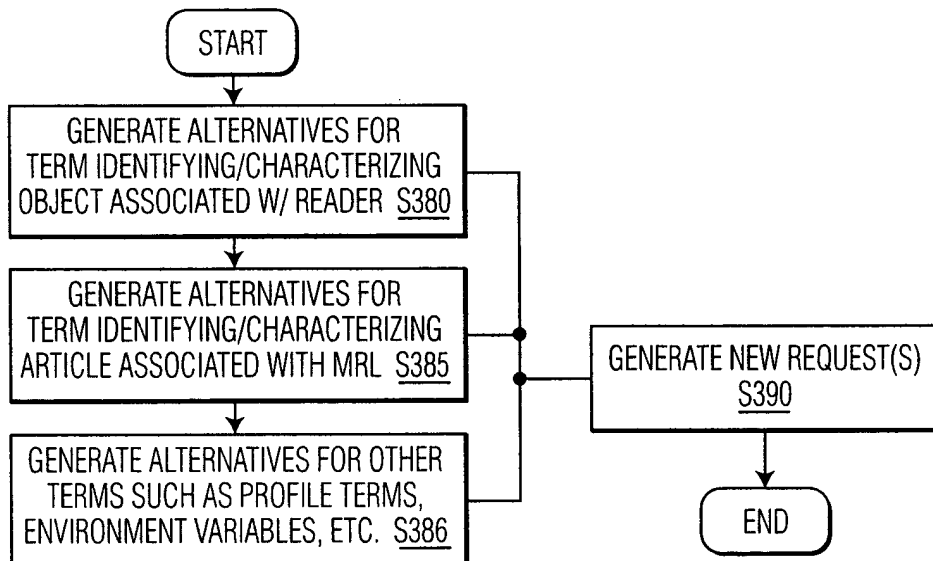 START
GENERATE ALTERNATIVES FOR
TERM IDENTIFYING/CHARACTERIZING
OBJECT ASSOCIATED W/ READER S380
GENERATE ALTERNATIVES FOR
TERM IDENTIFYING/CHARACTERIZING
ARTICLE ASSOCIATED WITH MRL S385
GENERATE ALTERNATIVES FOR OTHER
TERMS SUCH AS PROFILE TERMS,
ENVIRONMENT VARIABLES, ETC. S386
GENERATE NEW REQUEST(S)
S390
END